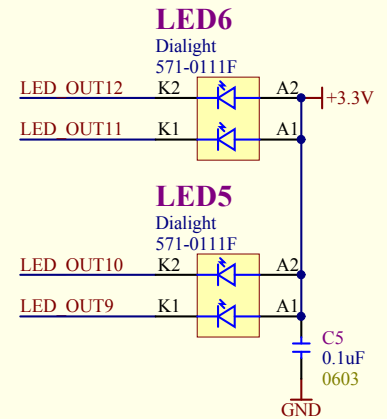 LED6
Dialight
571-0111F
LED_OUT12 K2 A2 +3.3V
LED_OUT11 K1 A1
LED5
Dialight
571-0111F
LED_OUT10 K2 A2
LED_OUT9 K1 A1
C5
0.1uF
0603
GND